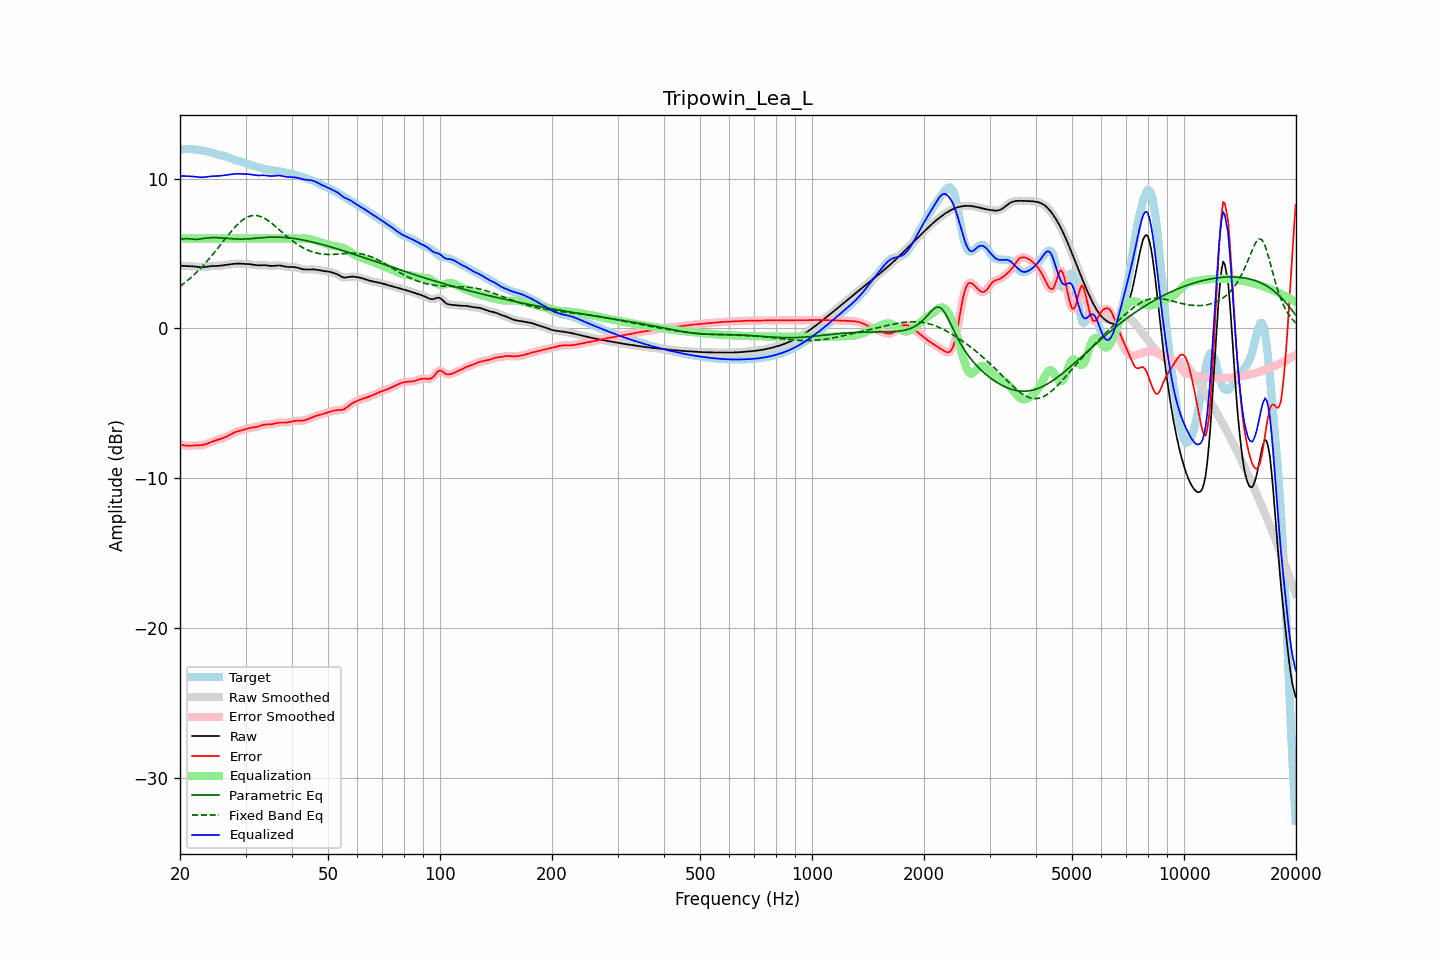 Tripowin_Lea_L
Amplitude (dBr)
10
0
−10
−20
−30
Target
Raw Smoothed
Error Smoothed
Raw
Error
Equalization
Parametric Eq
Fixed Band Eq
Equalized
20 50 100 200 500 1000 2000 5000 10000 20000
Frequency (Hz)